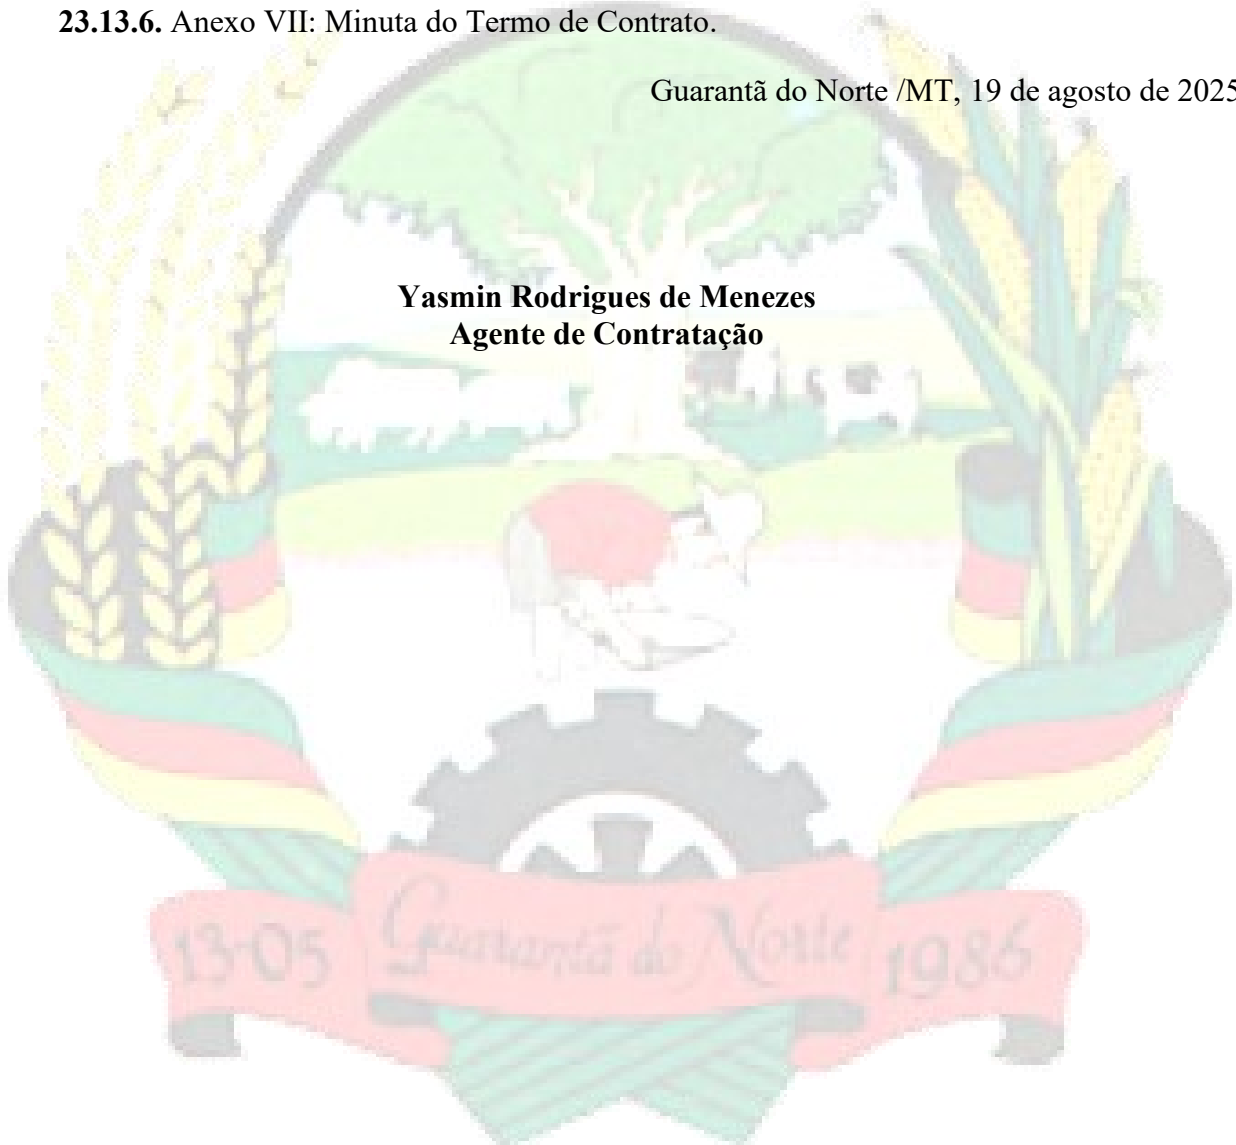 23.13.6. Anexo VII: Minuta do Termo de Contrato.
Guarantã do Norte /MT, 19 de agosto de 2025
Yasmin Rodrigues de Menezes
Agente de Contratação
13-05 Guarantã do Norte 1986